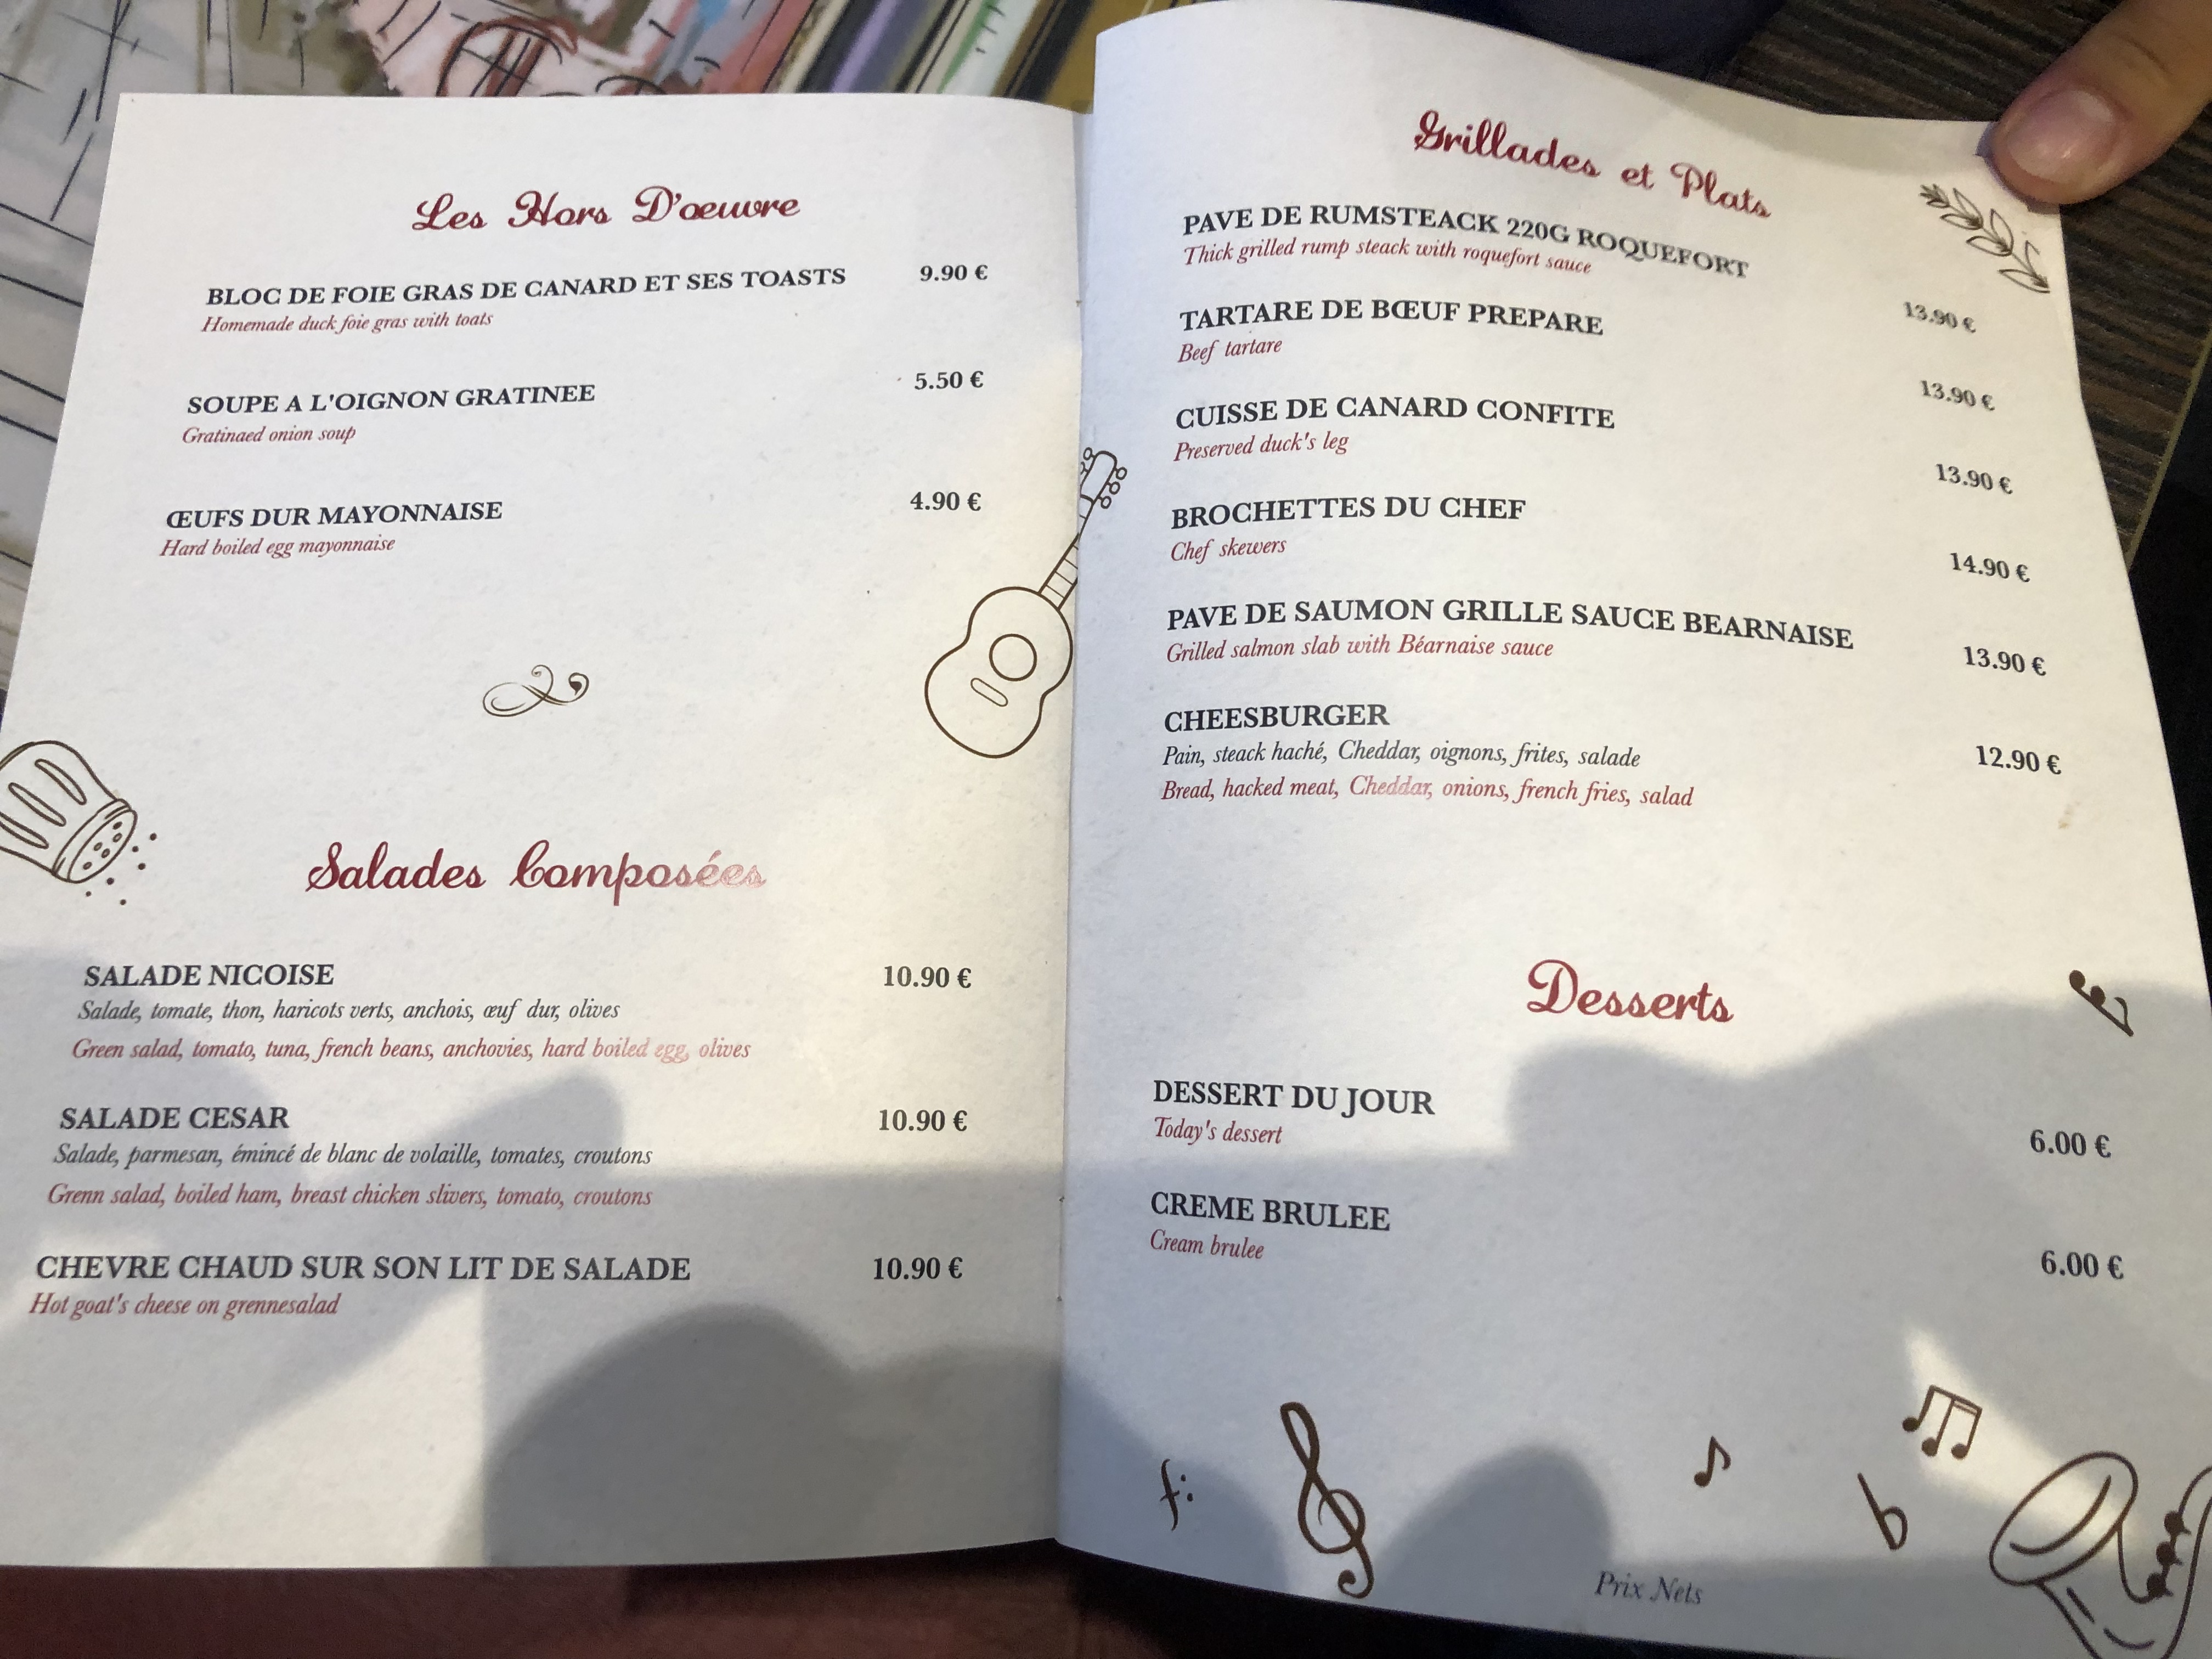 Les Hors D'œuvre
BLOC DE FOIE GRAS DE CANARD ET SES TOASTS 9.90 €
Homemade duck foie gras with toats
SOUPE A L'OIGNON GRATINEE 5.50 €
Gratinaed onion soup
ŒUFS DUR MAYONNAISE 4.90 €
Hard boiled egg mayonnaise
Salades Composées
SALADE NICOISE 10.90 €
Salade, tomate, thon, haricots verts, anchois, œuf dur, olives
Green salad, tomato, tuna, french beans, anchovies, hard boiled egg, olives
SALADE CESAR 10.90 €
Salade, parmesan, émincé de blanc de volaille, tomates, croutons
Grenn salad, boiled ham, breast chicken slivers, tomato, croutons
CHEVRE CHAUD SUR SON LIT DE SALADE 10.90 €
Hot goat's cheese on grennesalad
Grillades et Plats
PAVE DE RUMSTEACK 220G ROQUEFORT 13.90 €
Thick grilled rump steack with roquefort sauce
TARTARE DE BŒUF PREPARE 13.90 €
Beef tartare
CUISSE DE CANARD CONFITE 13.90 €
Preserved duck's leg
BROCHETTES DU CHEF 14.90 €
Chef skewers
PAVE DE SAUMON GRILLE SAUCE BEARNAISE 13.90 €
Grilled salmon slab with Béarnaise sauce
CHEESBURGER 12.90 €
Pain, steack haché, Cheddar, oignons, frites, salade
Bread, hacked meat, Cheddar, onions, french fries, salad
Desserts
DESSERT DU JOUR 6.00 €
Today's dessert
CREME BRULEE 6.00 €
Cream brulee
Prix Nets